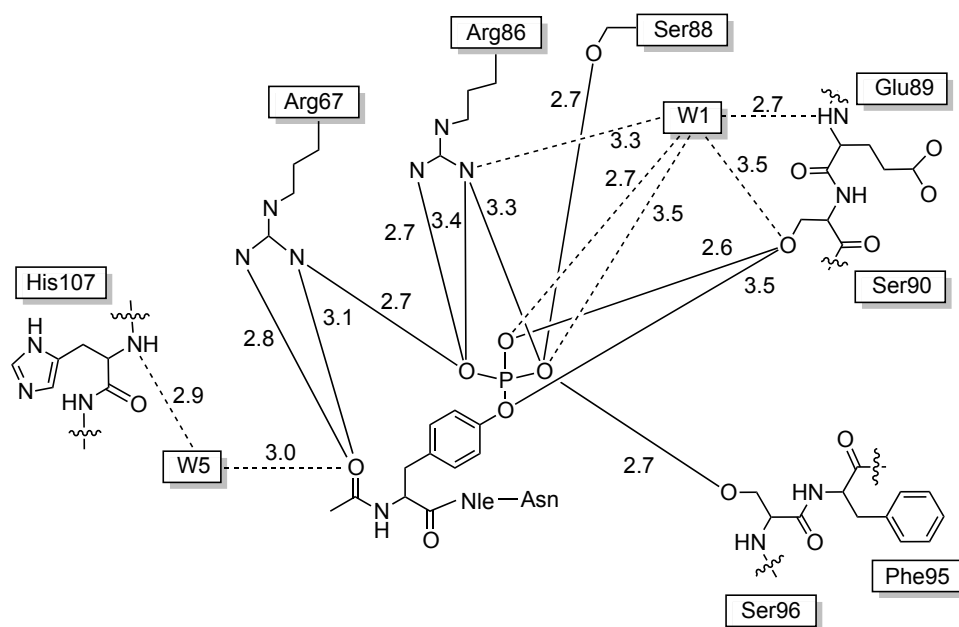 Arg86
Ser88
Arg67
Glu89
2.7
W1
2.7
HN
3.3
O
O
O
NH
O
N
N
N
2.7
3.5
2.7
3.4
3.3
3.5
N
N
N
2.6
O
O
Ser90
His107
2.7
3.5
HN
NH
2.8
3.1
O
O
P
O
O
N
HN
O
2.9
W5
3.0
O
2.7
O
O
HN
N
H
O
Nle
Asn
HN
O
Phe95
Ser96